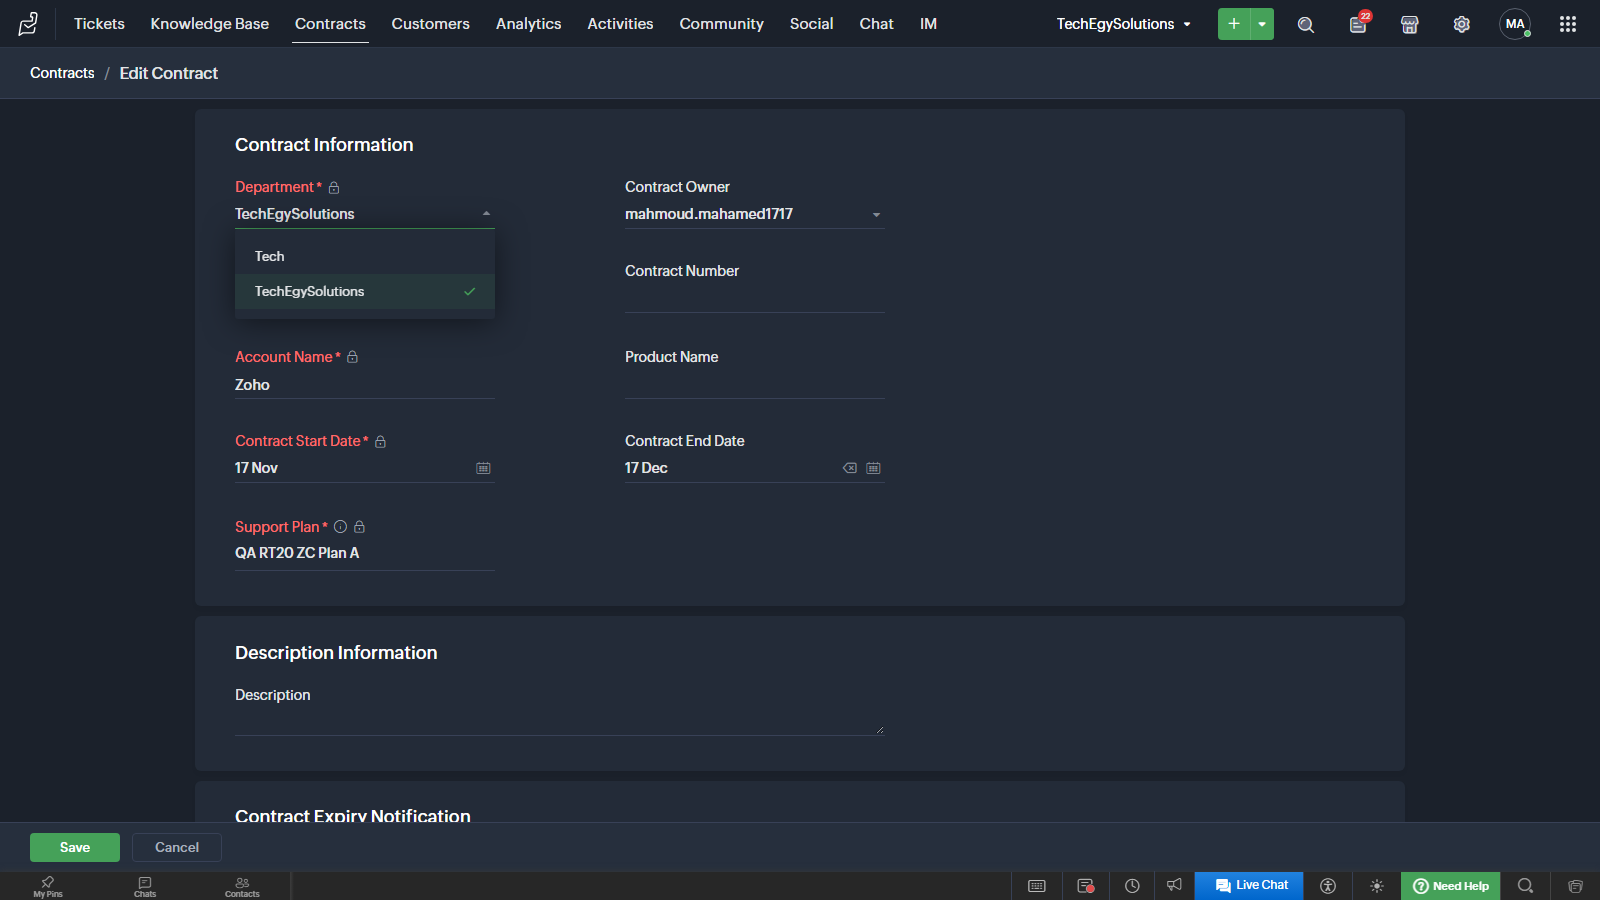 Tickets Knowledge Base Contracts Customers Analytics Activities Community Social Chat IM TechEgySolutions 22 MA
Contracts / Edit Contract
Contract Information
Department * Contract Owner
TechEgySolutions mahmoud.mahamed1717
Tech
Contract Number
TechEgySolutions
Account Name * Product Name
Zoho
Contract Start Date * Contract End Date
17 Nov 17 Dec
Support Plan *
QA RT20 ZC Plan A
Description Information
Description
Contract Expiry Notification
Save Cancel
My Pins Chats Contacts Live Chat Need Help